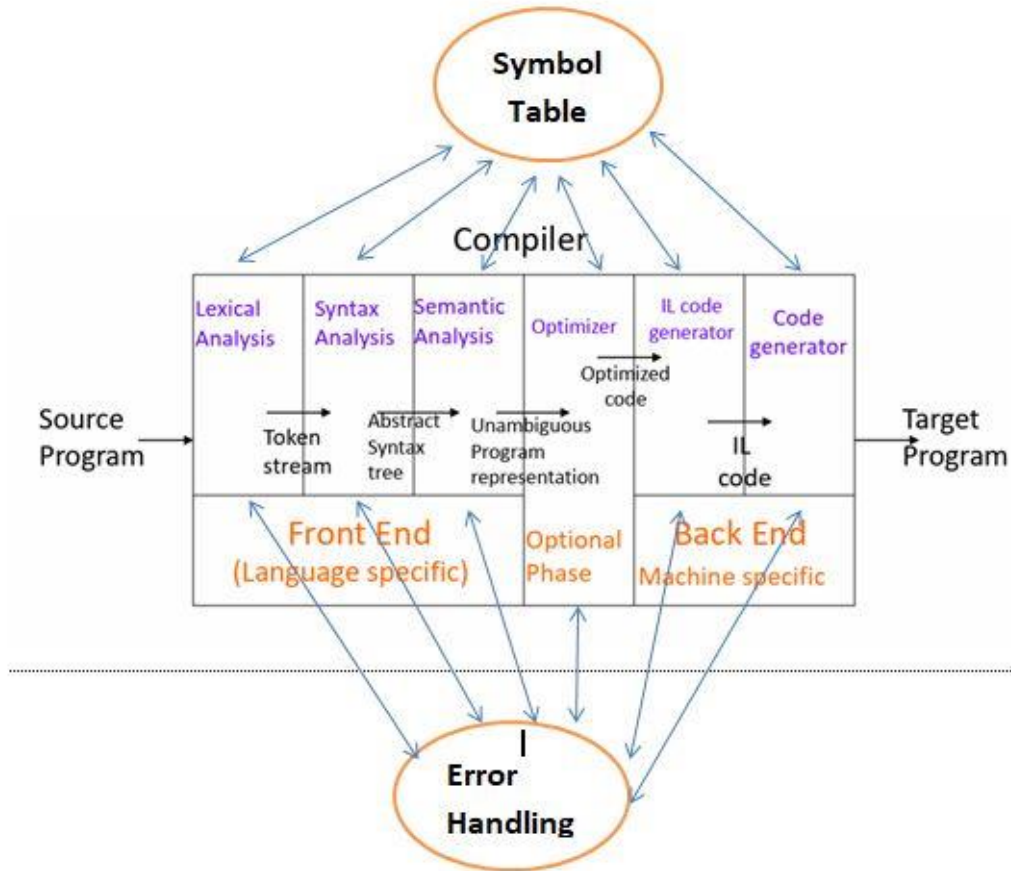 Symbol
Table
Compiler
Lexical
Analysis
Syntax
Analysis
Semantic
Analysis
Optimizer
IL code
generator
Code
generator
Source
Program
Token
stream
Abstract
Syntax
tree
Unambiguous
Program
representation
Optimized
code
IL
code
Target
Program
Front End
(Language specific)
Optional
Phase
Back End
Machine specific
Error
Handling